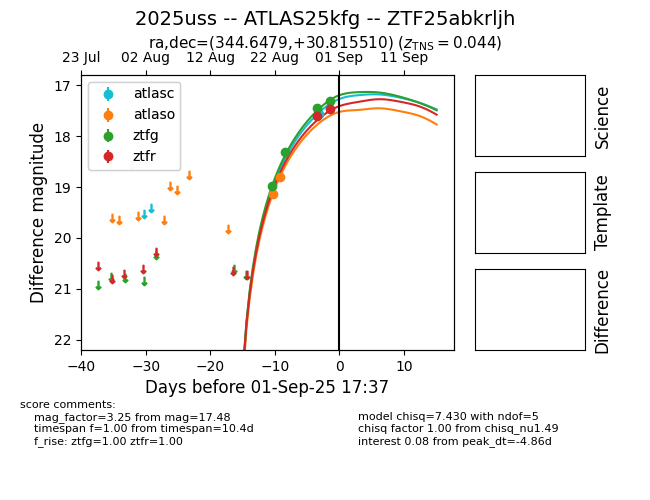 2025uss -- ATLAS25kfg -- ZTF25abkrljh
ra,dec=(344.6479,+30.815510) (z_TNS = 0.044)
23 Jul 02 Aug 12 Aug 22 Aug 01 Sep 11 Sep
atlasc
atlaso
ztfg
ztfr
17
18
19
20
21
22
Difference magnitude
−40 −30 −20 −10 0 10
Days before 01-Sep-25 17:37
Science
Template
Difference
score comments:
mag_factor=3.25 from mag=17.48
timespan f=1.00 from timespan=10.4d
f_rise: ztfg=1.00 ztfr=1.00
model chisq=7.430 with ndof=5
chisq factor 1.00 from chisq_nu1.49
interest 0.08 from peak_dt=-4.86d